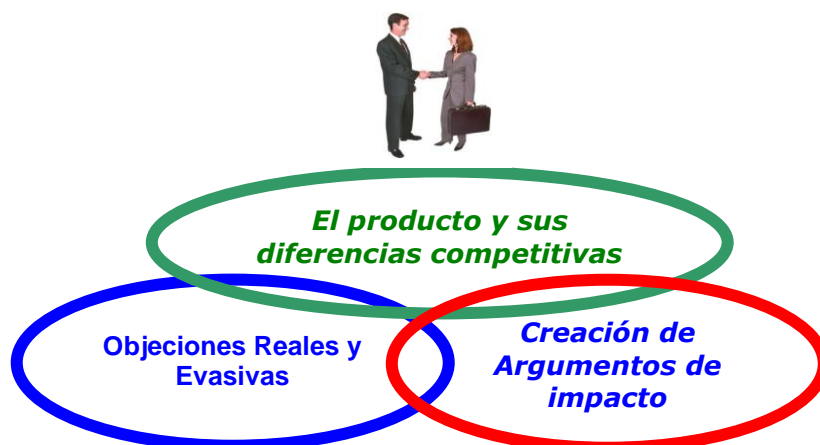 El producto y sus
diferencias competitivas
Objeciones Reales y
Evasivas
Creación de
Argumentos de
impacto